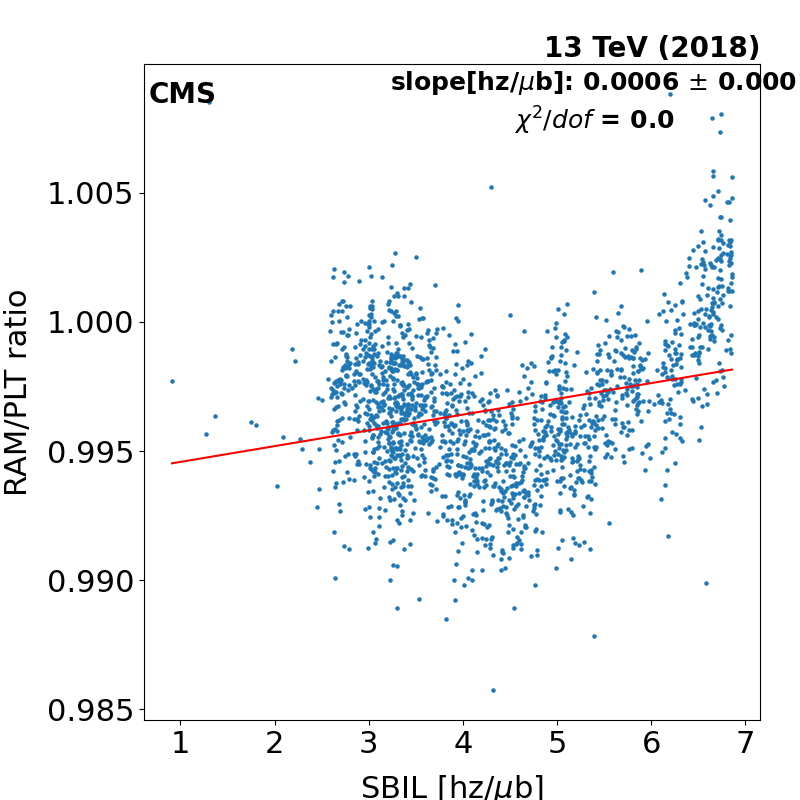 13 TeV (2018)
CMS
slope[hz/μb]: 0.0006 ± 0.000
χ²/dof = 0.0
RAM/PLT ratio
1.005
1.000
0.995
0.990
0.985
1 2 3 4 5 6 7
SBIL [hz/μb]